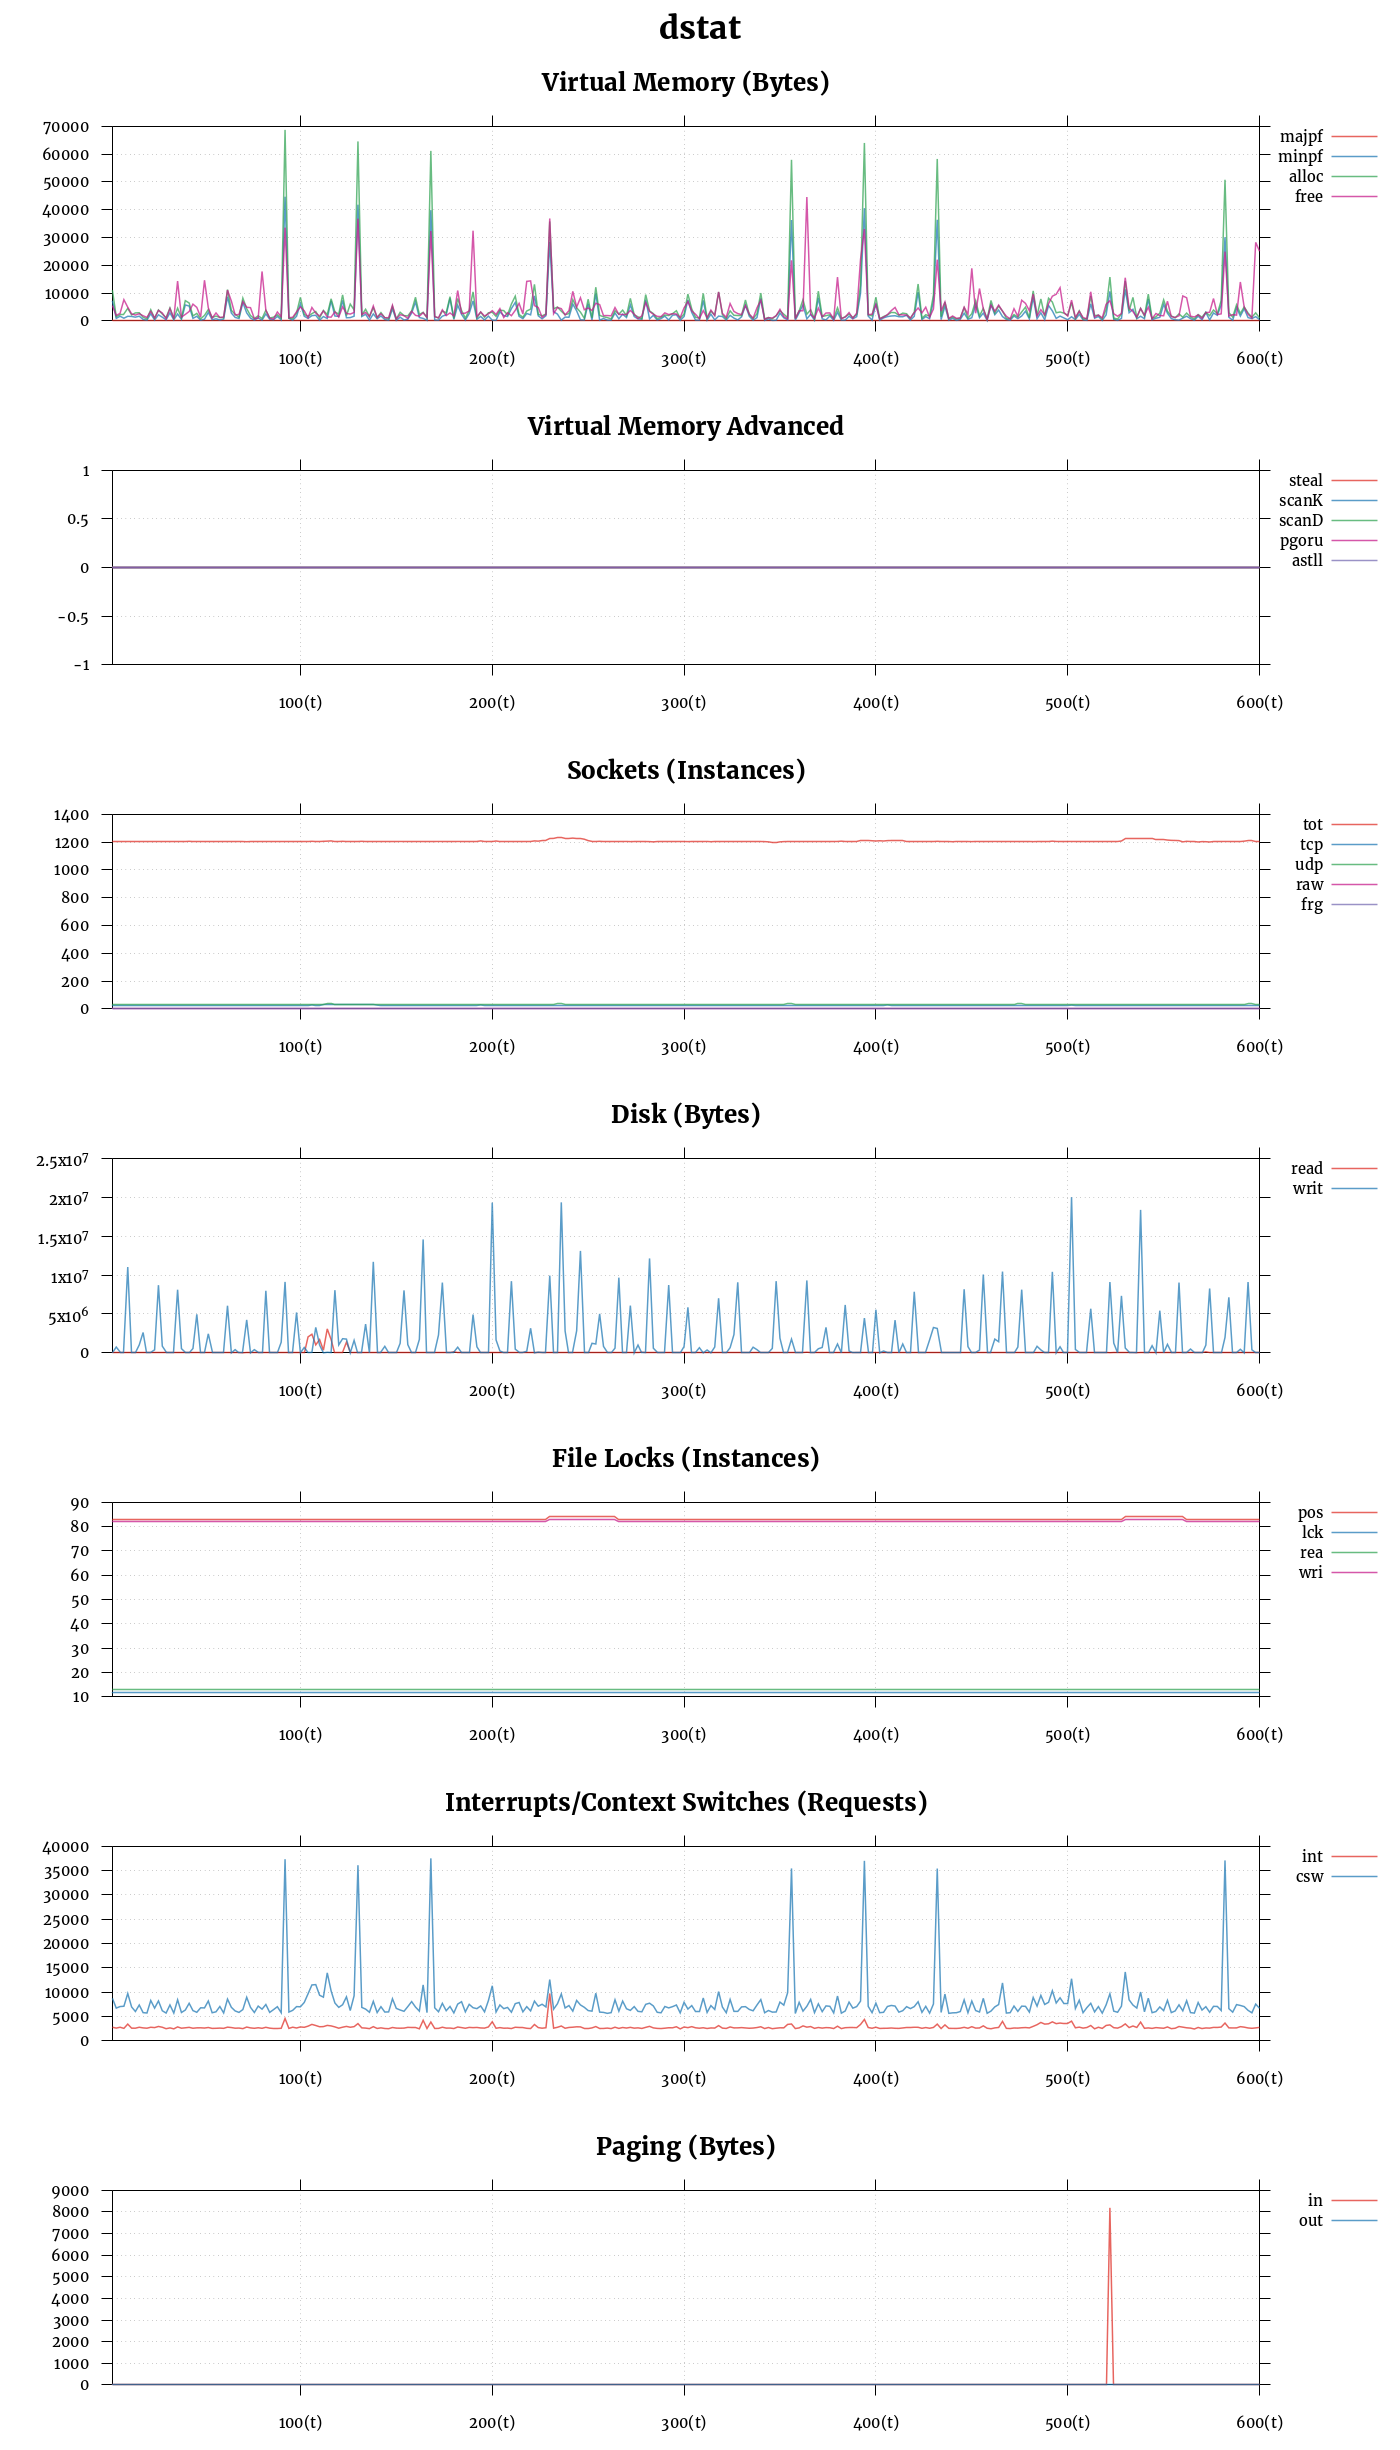 dstat
Virtual Memory (Bytes)
70000
60000
50000
40000
30000
20000
10000
0
100(t) 200(t) 300(t) 400(t) 500(t) 600(t)
majpf
minpf
alloc
free
Virtual Memory Advanced
1
0.5
0
-0.5
-1
100(t) 200(t) 300(t) 400(t) 500(t) 600(t)
steal
scanK
scanD
pgoru
astll
Sockets (Instances)
1400
1200
1000
800
600
400
200
0
100(t) 200(t) 300(t) 400(t) 500(t) 600(t)
tot
tcp
udp
raw
frg
Disk (Bytes)
2.5x10⁷
2x10⁷
1.5x10⁷
1x10⁷
5x10⁶
0
100(t) 200(t) 300(t) 400(t) 500(t) 600(t)
read
writ
File Locks (Instances)
90
80
70
60
50
40
30
20
10
100(t) 200(t) 300(t) 400(t) 500(t) 600(t)
pos
lck
rea
wri
Interrupts/Context Switches (Requests)
40000
35000
30000
25000
20000
15000
10000
5000
0
100(t) 200(t) 300(t) 400(t) 500(t) 600(t)
int
csw
Paging (Bytes)
9000
8000
7000
6000
5000
4000
3000
2000
1000
0
100(t) 200(t) 300(t) 400(t) 500(t) 600(t)
in
out